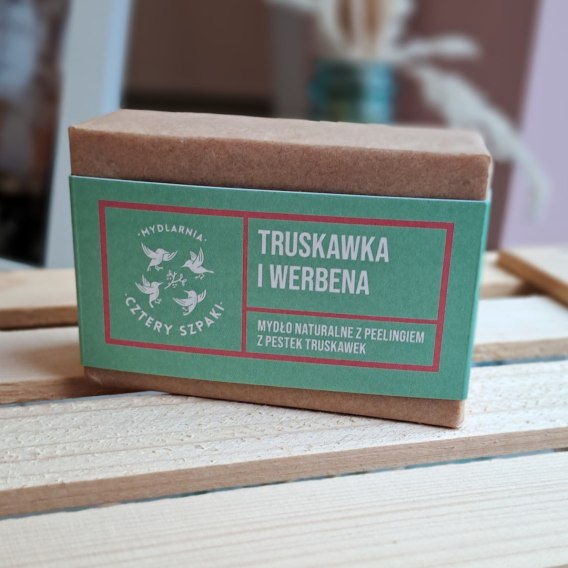 MYDLARNIA
CZTERY SZPAKI
TRUSKAWKA
I WERBENA
MYDŁO NATURALNE Z PEELINGIEM
Z PESTEK TRUSKAWEK